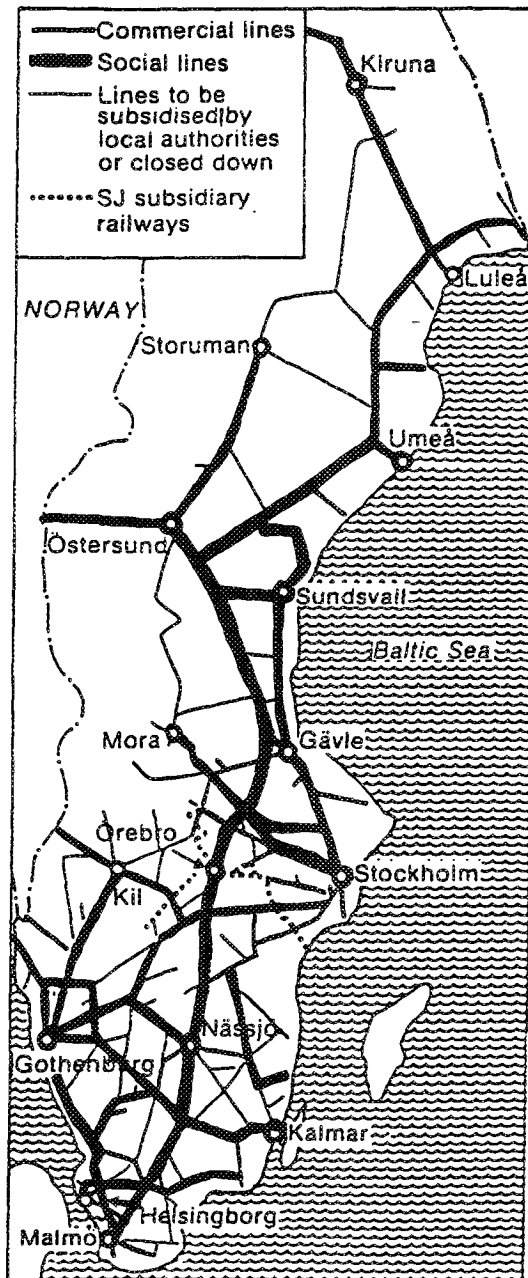 Commercial lines
Social lines
Lines to be
subsidised by
local authorities
or closed down
SJ subsidiary
railways
Kiruna
Luleå
NORWAY
Storuman
Umeå
Östersund
Sundsvall
Baltic Sea
Mora
Gävle
Örebro
Kil
Stockholm
Nässjö
Gothenburg
Kalmar
Helsingborg
Malmö